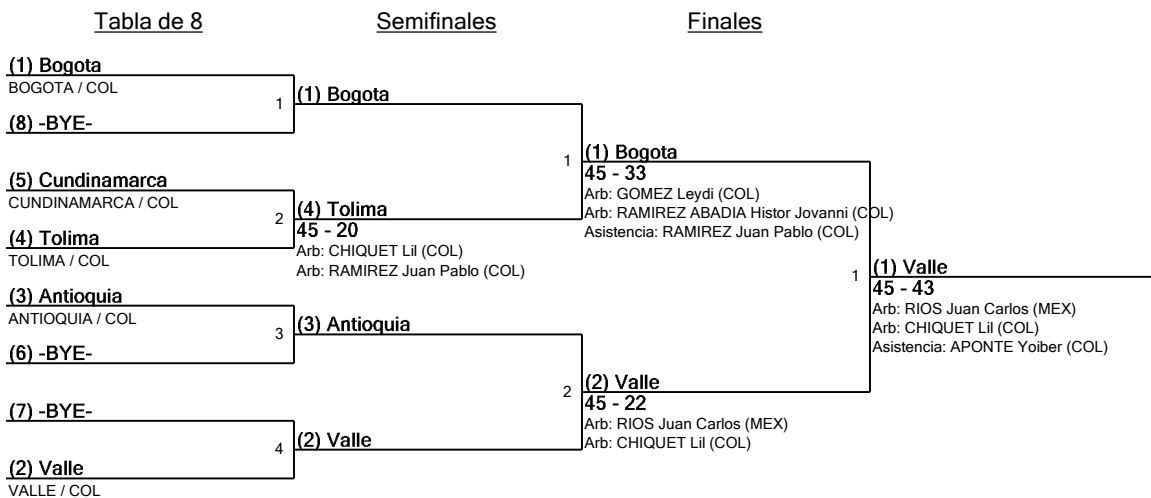 Tabla de 8
Semifinales
Finales
(1) Bogota
BOGOTA / COL
1
(8) -BYE-
(1) Bogota
(5) Cundinamarca
CUNDINAMARCA / COL
2
(4) Tolima
TOLIMA / COL
(4) Tolima
45 - 20
Arb: CHIQUET Lil (COL)
Arb: RAMIREZ Juan Pablo (COL)
1
(1) Bogota
45 - 33
Arb: GOMEZ Leydi (COL)
Arb: RAMIREZ ABADIA Histor Jovanni (COL)
Asistencia: RAMIREZ Juan Pablo (COL)
(3) Antioquia
ANTIOQUIA / COL
3
(6) -BYE-
(3) Antioquia
(7) -BYE-
4
(2) Valle
VALLE / COL
(2) Valle
2
(2) Valle
45 - 22
Arb: RIOS Juan Carlos (MEX)
Arb: CHIQUET Lil (COL)
1
(1) Valle
45 - 43
Arb: RIOS Juan Carlos (MEX)
Arb: CHIQUET Lil (COL)
Asistencia: APONTE Yoiber (COL)